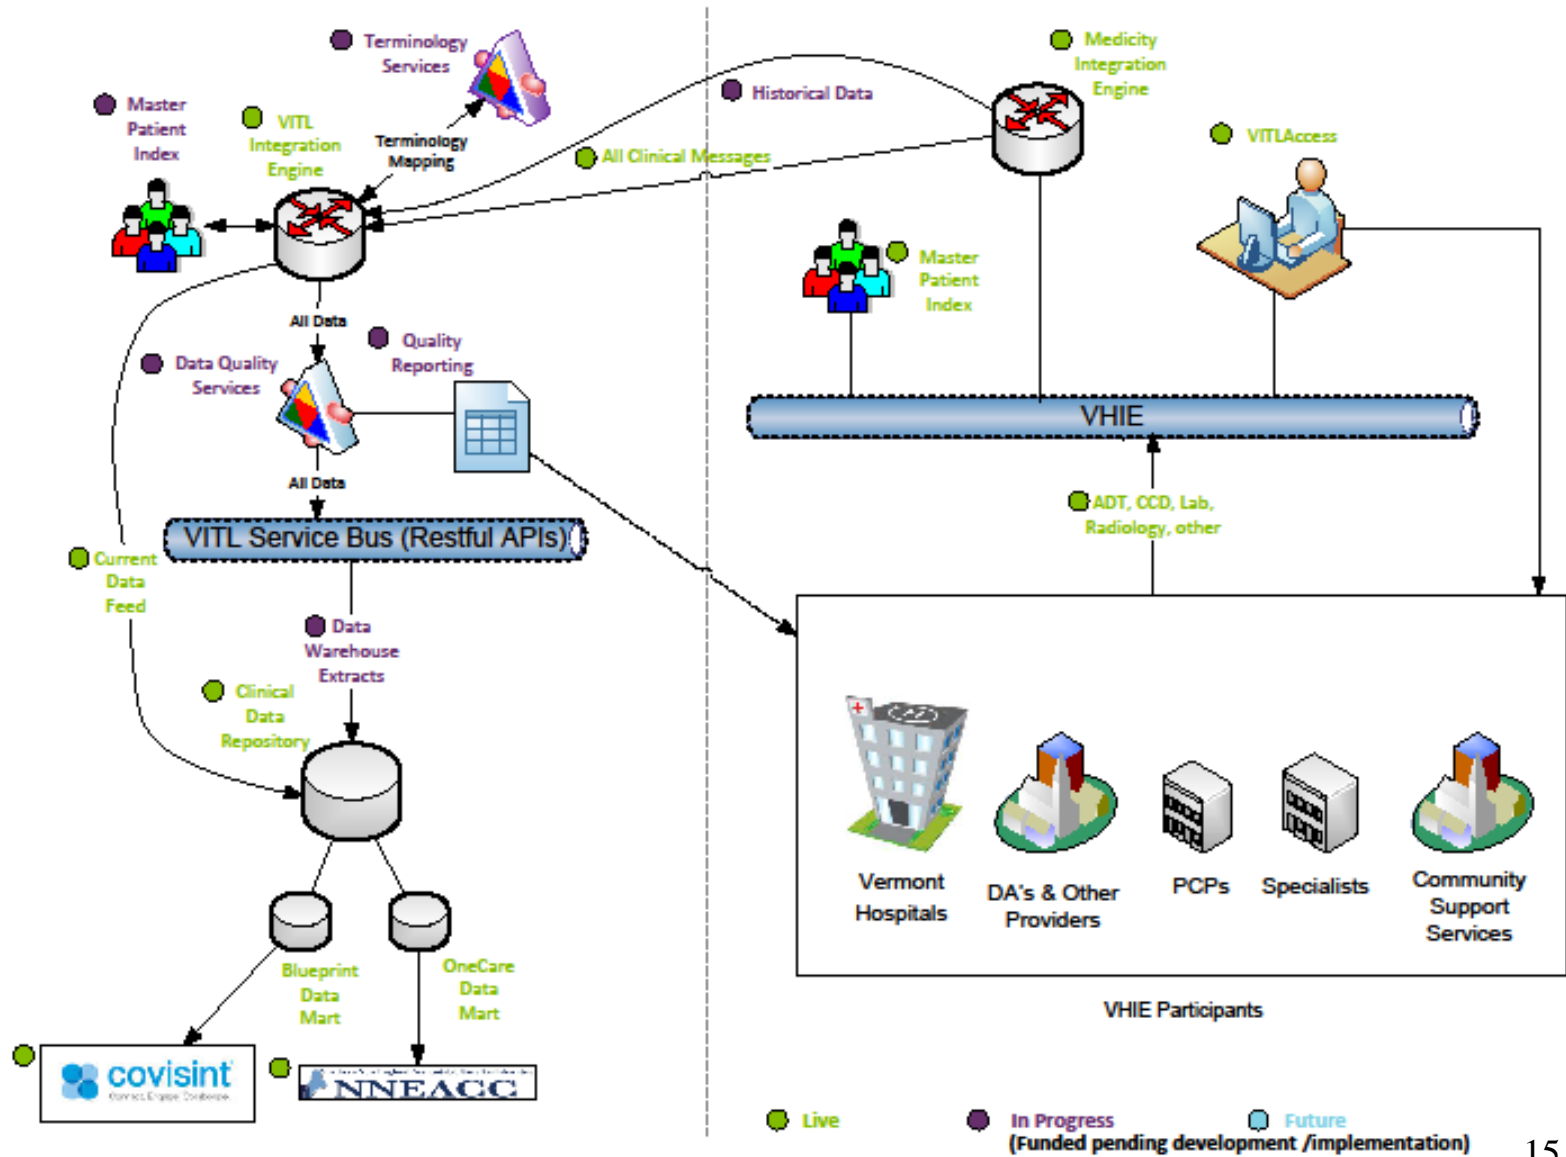 Terminology
Services
Master
Patient
Index
VITL
Integration
Engine
Terminology
Mapping
Historical Data
All Clinical Messages
Medicity
Integration
Engine
VITLAccess
Master
Patient
Index
All Data
Quality
Reporting
Data Quality
Services
VHIE
All Data
ADT, CCD, Lab,
Radiology, other
VITL Service Bus (Restful APIs)
Current
Data
Feed
Data
Warehouse
Extracts
Clinical
Data
Repository
Vermont
Hospitals
DA's & Other
Providers
PCPs
Specialists
Community
Support
Services
VHIE Participants
Blueprint
Data
Mart
OneCare
Data
Mart
covisint
Connect. Engage. Collaborate.
NNEACC
Live
In Progress
(Funded pending development /implementation)
Future
15